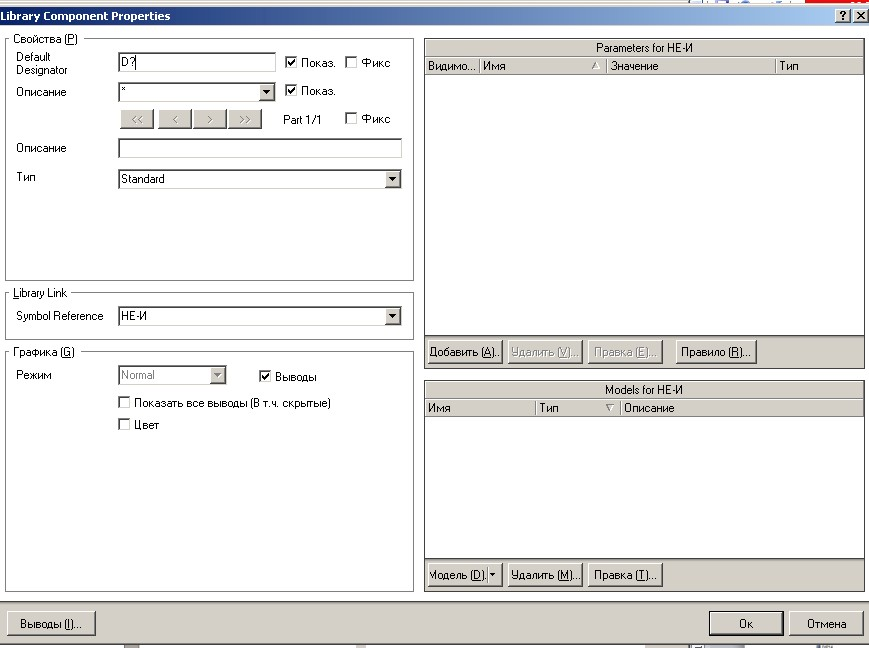 Library Component Properties
Свойства (P)
Default
Designator
D?
Показ.
Фикс
Описание
*
Показ.
<<
<
>
>>
Part 1/1
Фикс
Описание
Тип
Standard
Library Link
Symbol Reference
НЕ-И
Графика (G)
Режим
Normal
Выводы
Показать все выводы (В т.ч. скрытые)
Цвет
Parameters for НЕ-И
Видимо... Имя Значение Тип
Добавить (A)..
Удалить (V)...
Правка (E)...
Правило (R)...
Models for НЕ-И
Имя Тип Описание
Модель (D).
Удалить (M)...
Правка (T)...
Выводы (I)...
Ок
Отмена